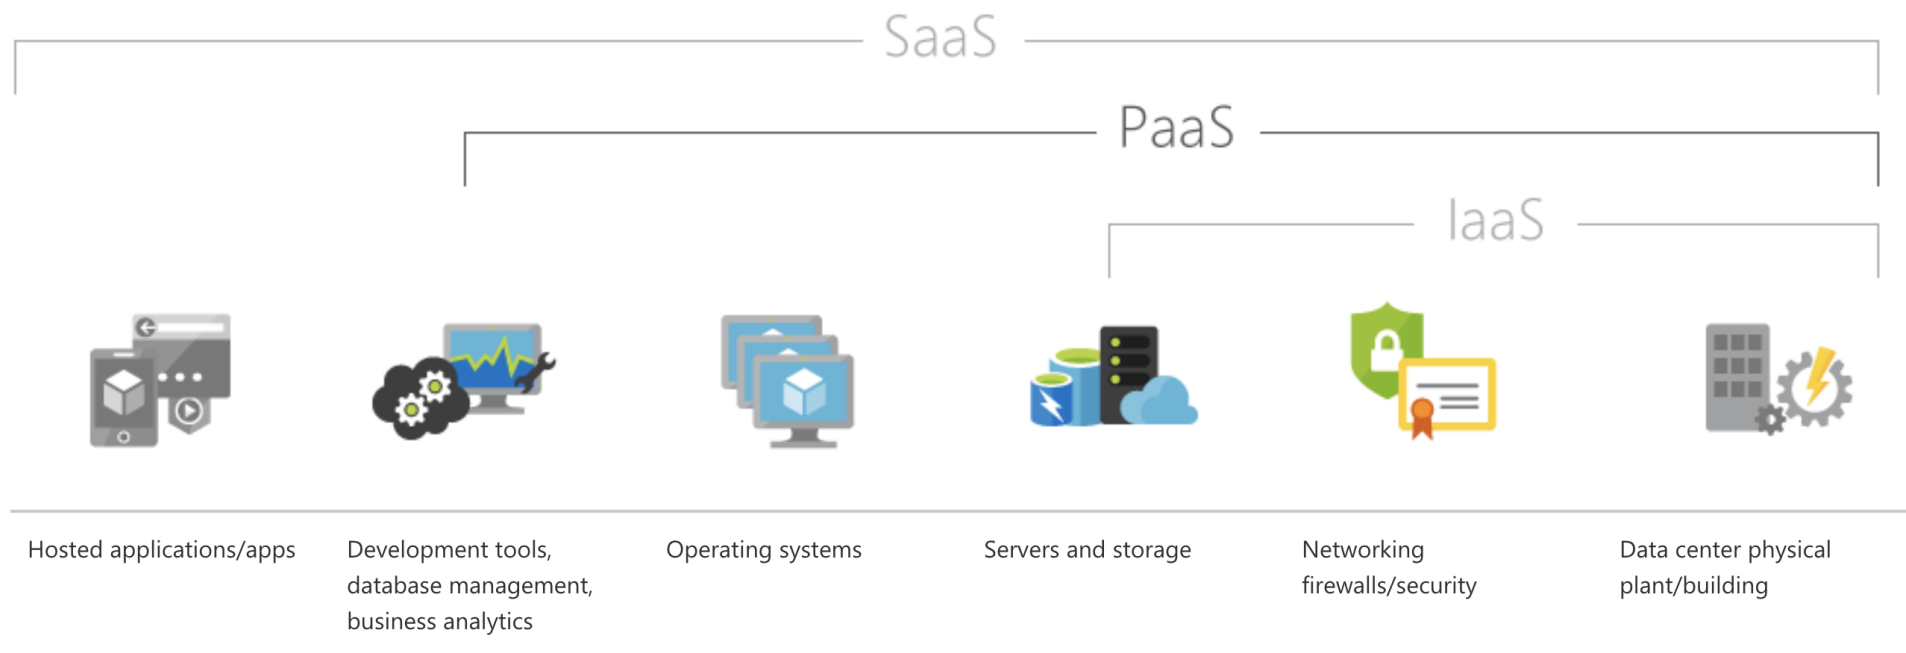 SaaS
PaaS
IaaS
Hosted applications/apps
Development tools,
database management,
business analytics
Operating systems
Servers and storage
Networking
firewalls/security
Data center physical
plant/building